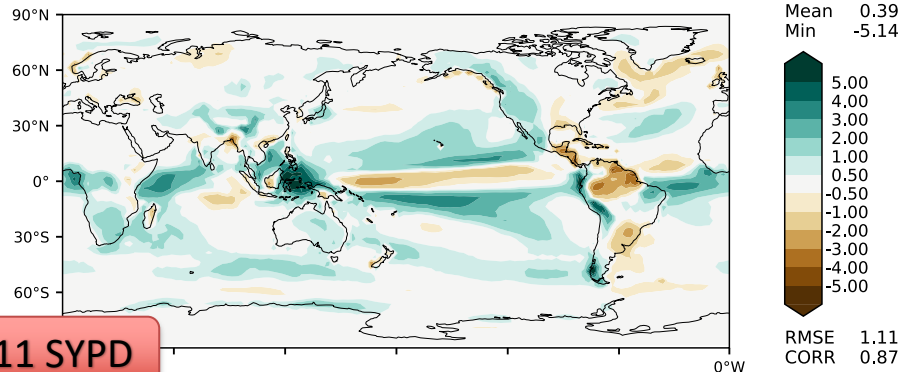 90°N
60°N
30°N
0°
30°S
60°S
0°W
11 SYPD
Mean 0.39
Min -5.14
5.00
4.00
3.00
2.00
1.00
0.50
-0.50
-1.00
-2.00
-3.00
-4.00
-5.00
RMSE 1.11
CORR 0.87